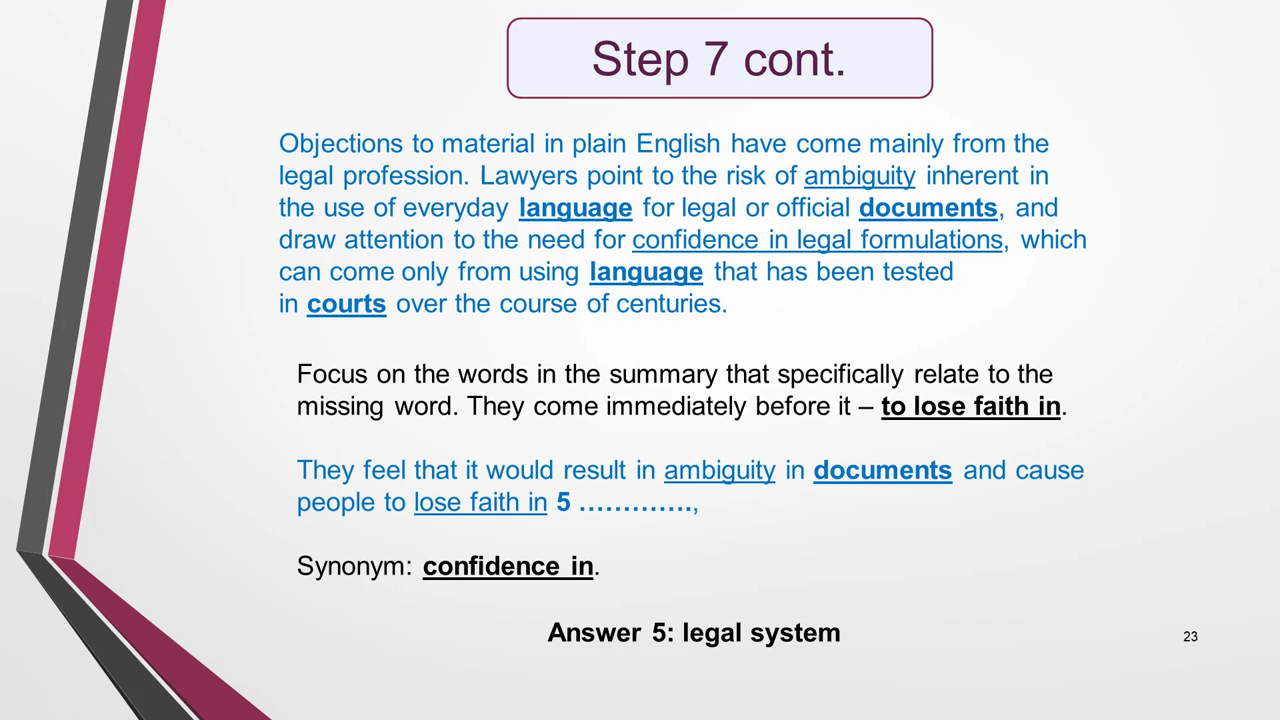 Step 7 cont.
Objections to material in plain English have come mainly from the
legal profession. Lawyers point to the risk of ambiguity inherent in
the use of everyday language for legal or official documents, and
draw attention to the need for confidence in legal formulations, which
can come only from using language that has been tested
in courts over the course of centuries.
Focus on the words in the summary that specifically relate to the
missing word. They come immediately before it – to lose faith in.
They feel that it would result in ambiguity in documents and cause
people to lose faith in 5 ………….,
Synonym: confidence in.
Answer 5: legal system
23